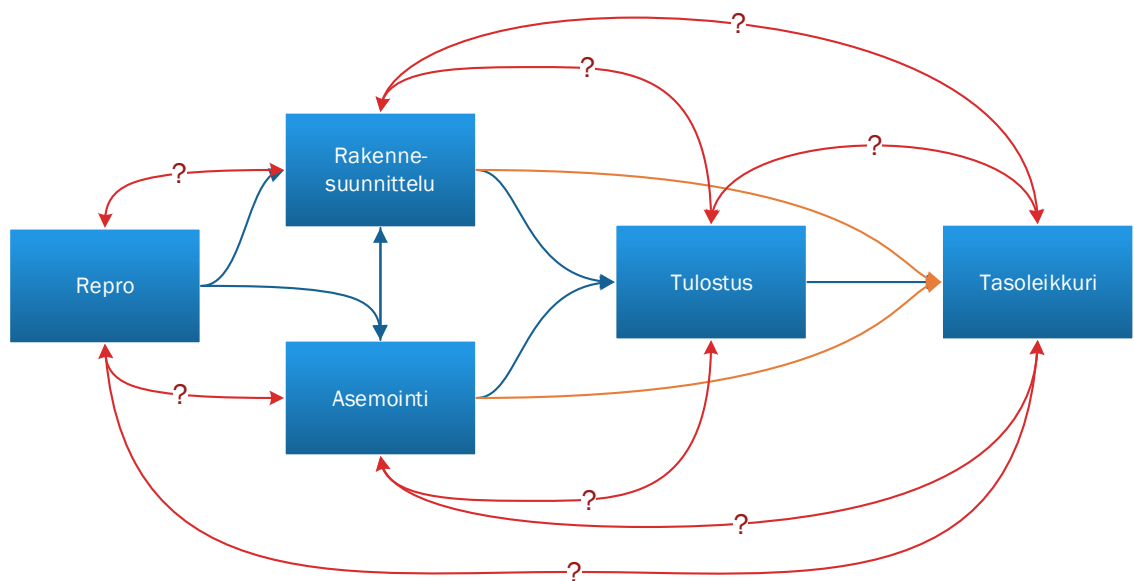 ?
?
?
?
Rakenne-
suunnittelu
?
Repro
Tulostus
Tasoleikkuri
Asemointi
?
?
?
?